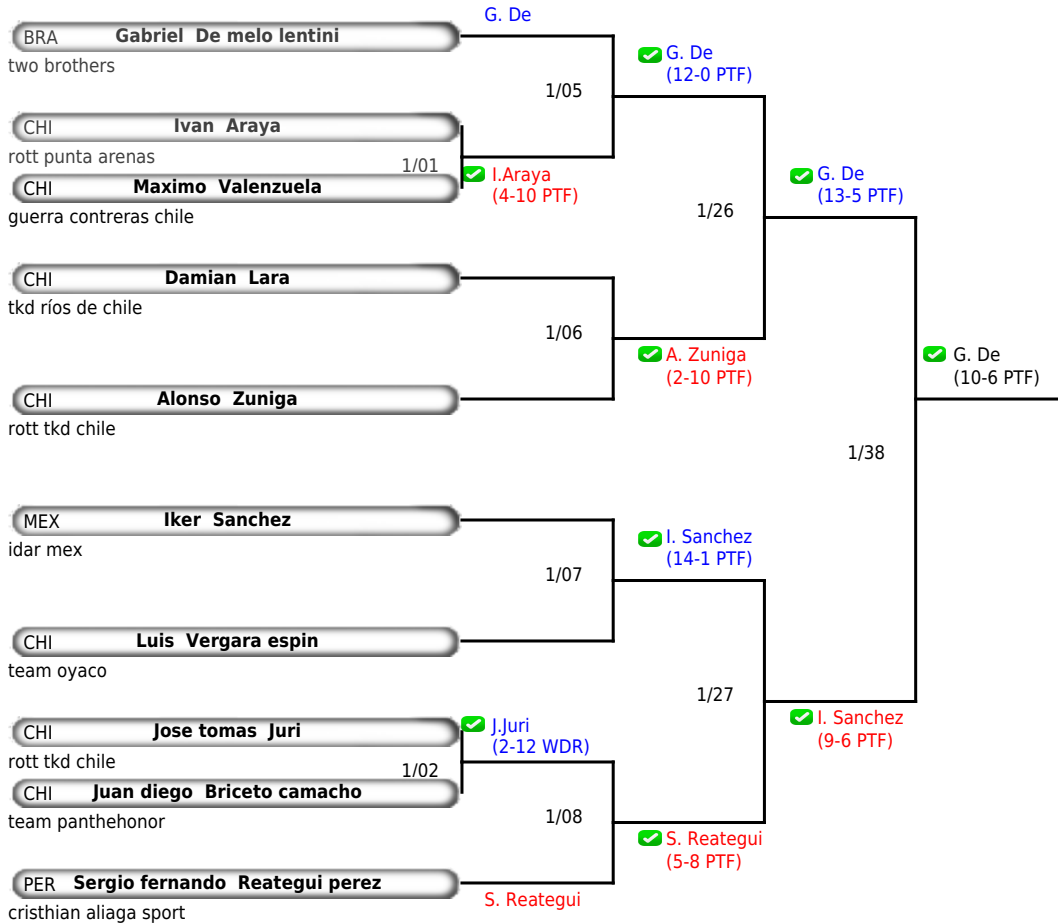 G. De
BRA Gabriel De melo lentini
two brothers
G. De
(12-0 PTF)
1/05
CHI Ivan Araya
rott punta arenas
1/01
I.Araya
(4-10 PTF)
CHI Maximo Valenzuela
guerra contreras chile
G. De
(13-5 PTF)
1/26
CHI Damian Lara
tkd ríos de chile
1/06
A. Zuniga
(2-10 PTF)
G. De
(10-6 PTF)
CHI Alonso Zuniga
rott tkd chile
1/38
MEX Iker Sanchez
idar mex
I. Sanchez
(14-1 PTF)
1/07
CHI Luis Vergara espin
team oyaco
1/27
I. Sanchez
(9-6 PTF)
CHI Jose tomas Juri
rott tkd chile
J.Juri
(2-12 WDR)
1/02
CHI Juan diego Briceto camacho
team panthehonor
1/08
S. Reategui
(5-8 PTF)
PER Sergio fernando Reategui perez
cristhian aliaga sport
S. Reategui